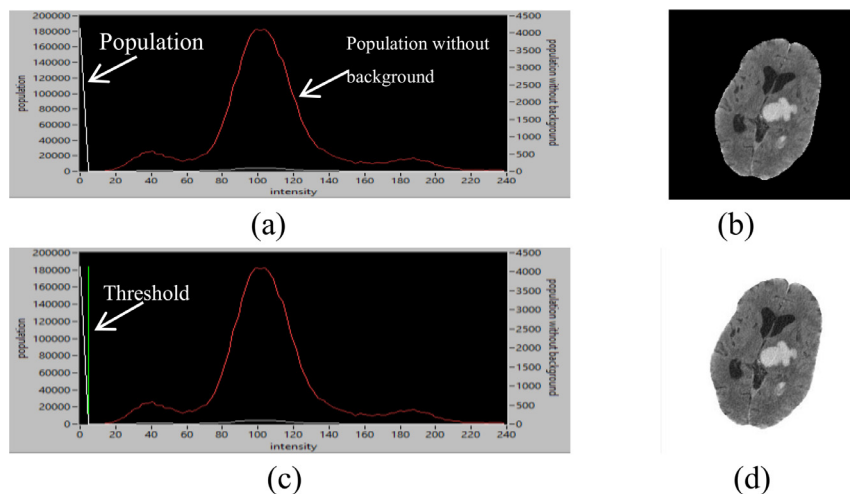 200000
180000
160000
140000
120000
100000
80000
60000
40000
20000
0
population
Population
Population without
background
4500
4000
3500
3000
2500
2000
1500
1000
500
0
population without background
0 20 40 60 80 100 120 140 160 180 200 220 240
intensity
(a)
(b)
200000
180000
160000
140000
120000
100000
80000
60000
40000
20000
0
population
Threshold
4500
4000
3500
3000
2500
2000
1500
1000
500
0
population without background
0 20 40 60 80 100 120 140 160 180 200 220 240
intensity
(c)
(d)